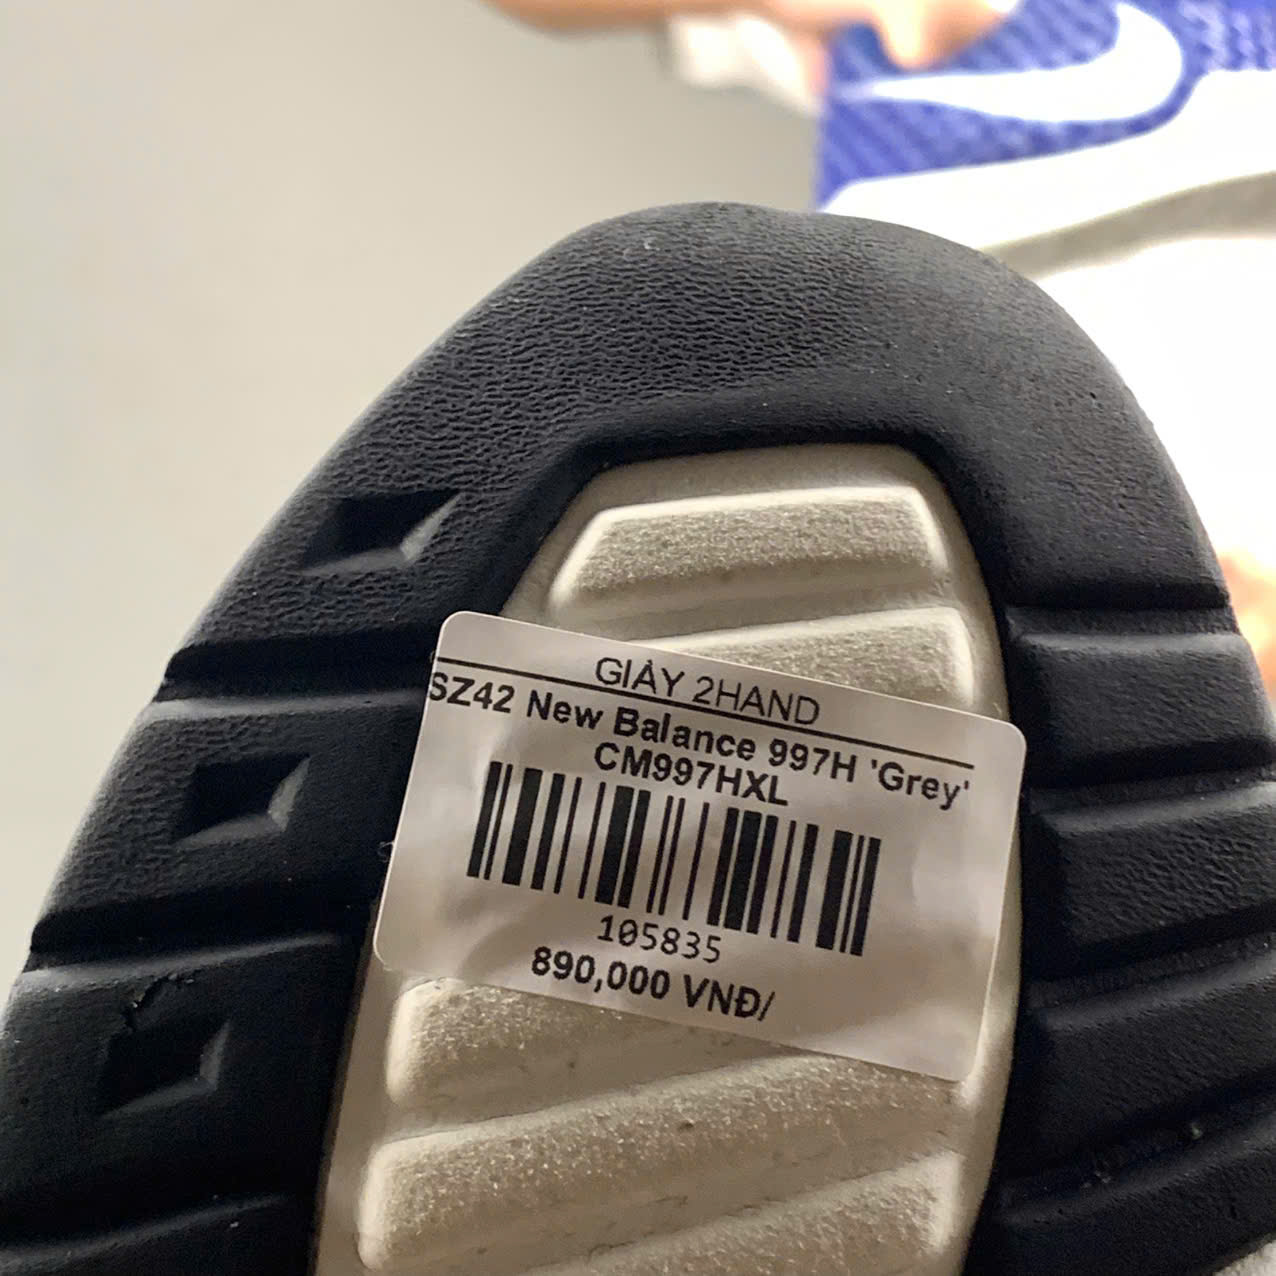 GIÀY 2HAND
SZ42 New Balance 997H 'Grey'
CM997HXL
105835
890,000 VNĐ/